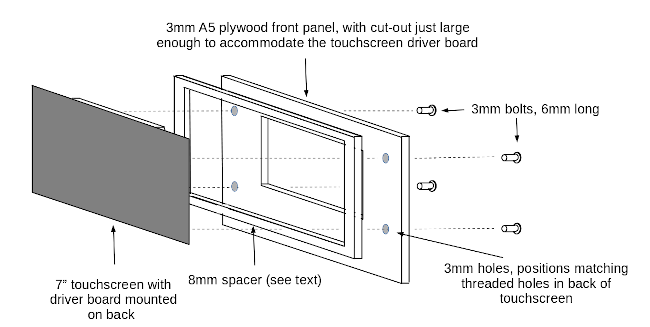 3mm A5 plywood front panel, with cut-out just large
enough to accommodate the touchscreen driver board
3mm bolts, 6mm long
8mm spacer (see text)
3mm holes, positions matching
threaded holes in back of
touchscreen
7” touchscreen with
driver board mounted
on back